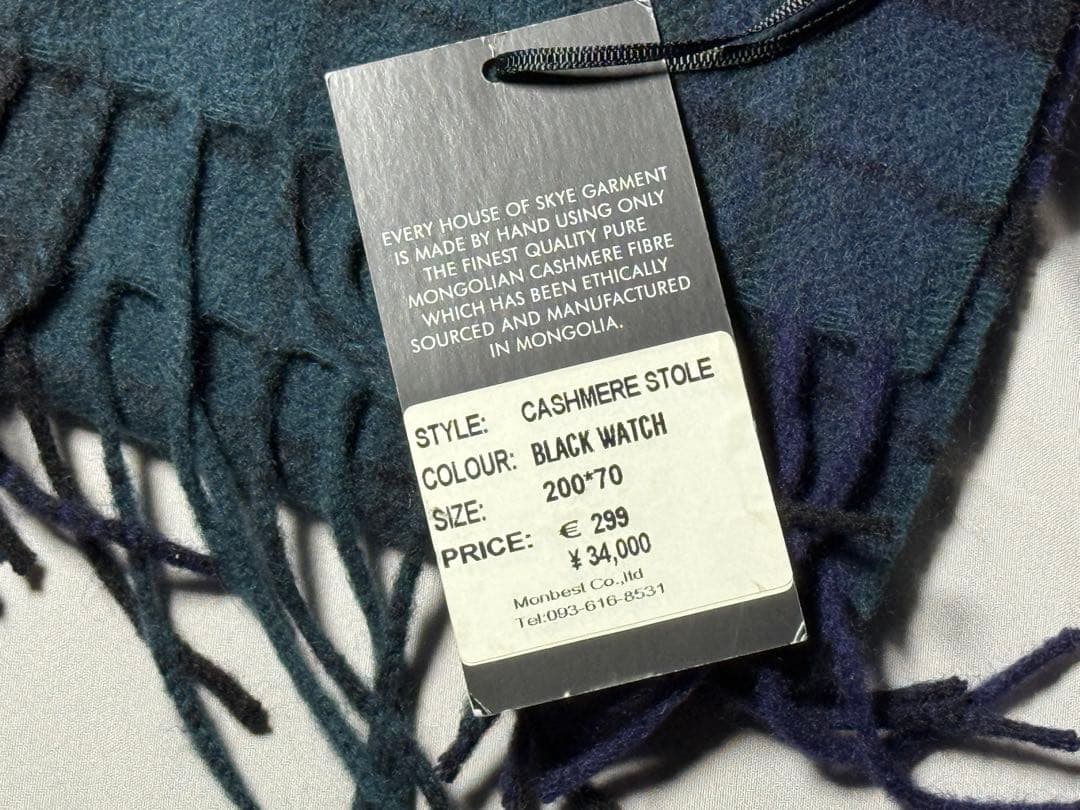 EVERY HOUSE OF SKYE GARMENT
IS MADE BY HAND USING ONLY
THE FINEST QUALITY PURE
MONGOLIAN CASHMERE FIBRE
WHICH HAS BEEN ETHICALLY
SOURCED AND MANUFACTURED
IN MONGOLIA.
STYLE: CASHMERE STOLE
COLOUR: BLACK WATCH
SIZE: 200*70
PRICE: € 299
¥ 34,000
Monbest Co.,ltd
Tel:093-616-8531